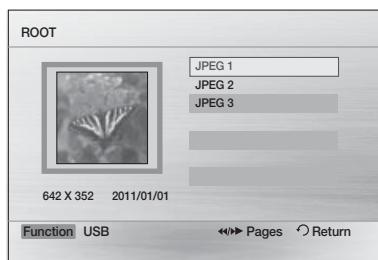 ROOT
JPEG 1
JPEG 2
JPEG 3
642 X 352 2011/01/01
Function USB Pages Return